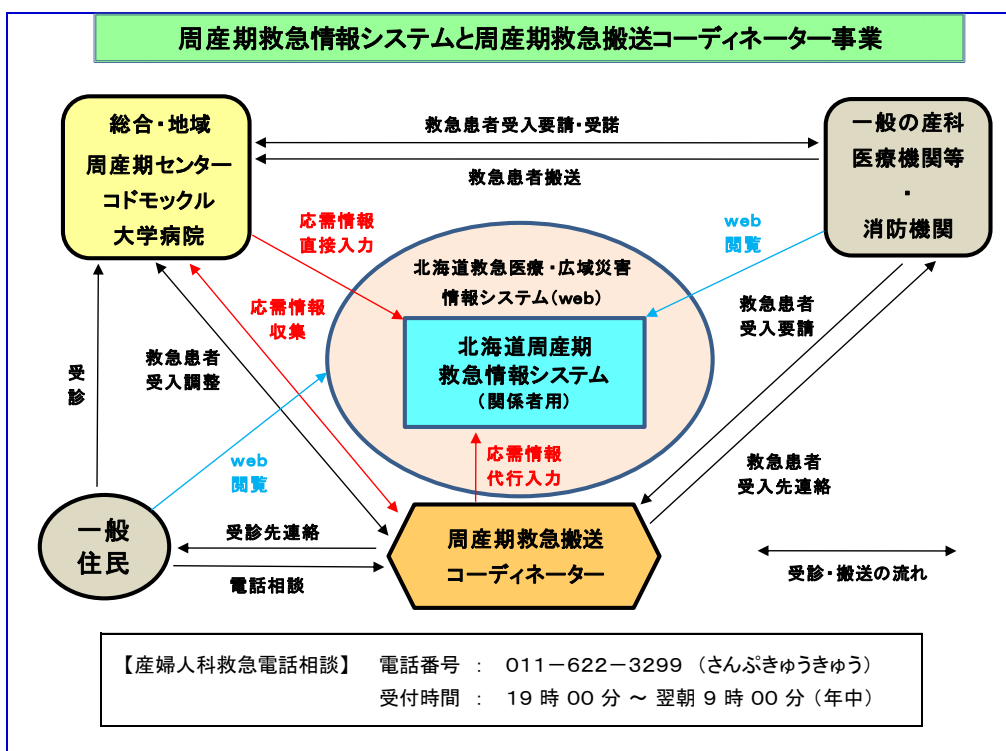 周産期救急情報システムと周産期救急搬送コーディネーター事業
総合・地域
周産期センター
コドモックル
大学病院
救急患者受入要請・受諾
救急患者搬送
一般の産科
医療機関等
・
消防機関
応需情報
直接入力
web
閲覧
北海道救急医療・広域災害
情報システム(web)
北海道周産期
救急情報システム
(関係者用)
応需情報
収集
救急患者
受入調整
救急患者
受入要請
受診
web
閲覧
応需情報
代行入力
救急患者
受入先連絡
一般
住民
受診先連絡
電話相談
周産期救急搬送
コーディネーター
受診・搬送の流れ
【産婦人科救急電話相談】 電話番号 : 011-622-3299 (さんぷきゅうきゅう)
受付時間 : 19 時 00 分 ~ 翌朝 9 時 00 分 (年中)